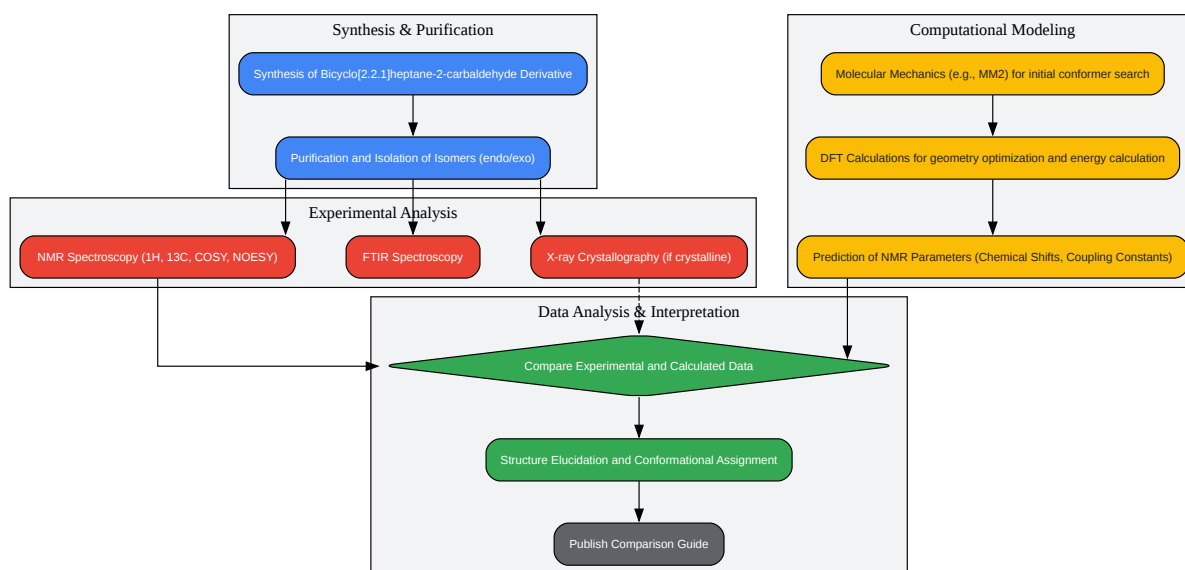 Synthesis & Purification
Synthesis of Bicyclo[2.2.1]heptane-2-carbaldehyde Derivative
Purification and Isolation of Isomers (endo/exo)
Experimental Analysis
NMR Spectroscopy (1H, 13C, COSY, NOESY)
FTIR Spectroscopy
X-ray Crystallography (if crystalline)
Computational Modeling
Molecular Mechanics (e.g., MM2) for initial conformer search
DFT Calculations for geometry optimization and energy calculation
Prediction of NMR Parameters (Chemical Shifts, Coupling Constants)
Data Analysis & Interpretation
Compare Experimental and Calculated Data
Structure Elucidation and Conformational Assignment
Publish Comparison Guide